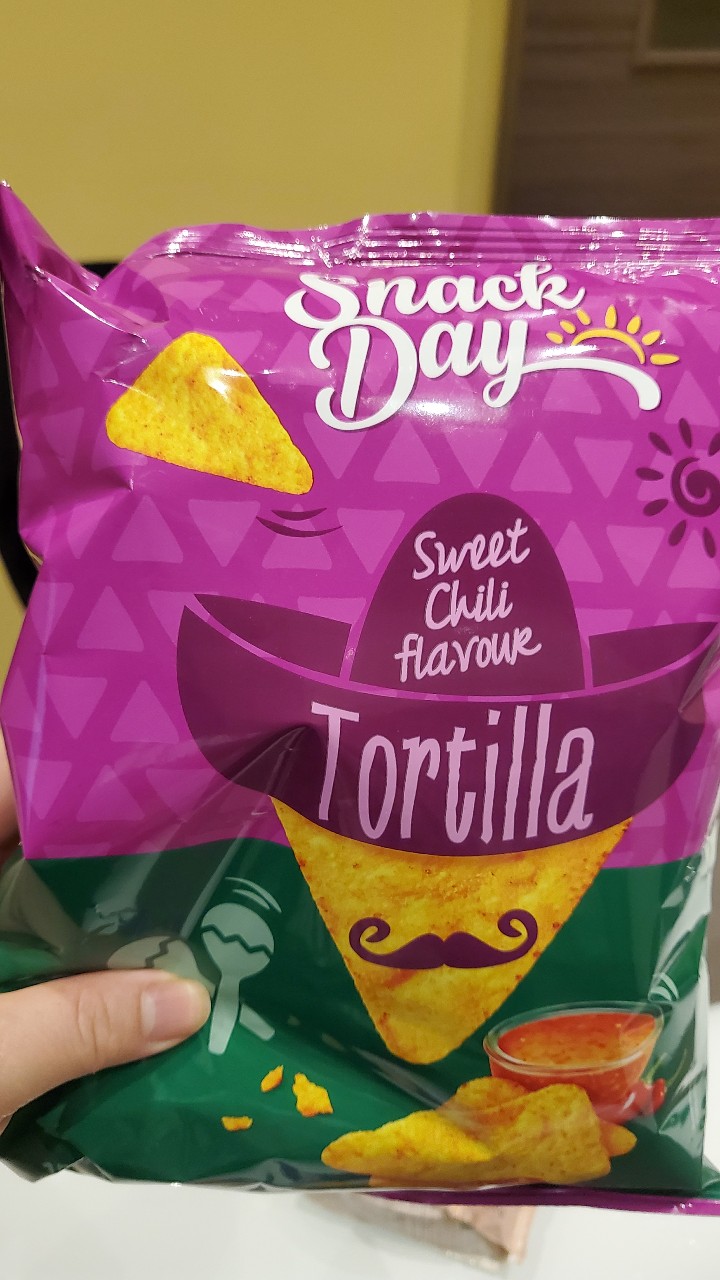 Snack
Day
Sweet
Chili
flavour
Tortilla